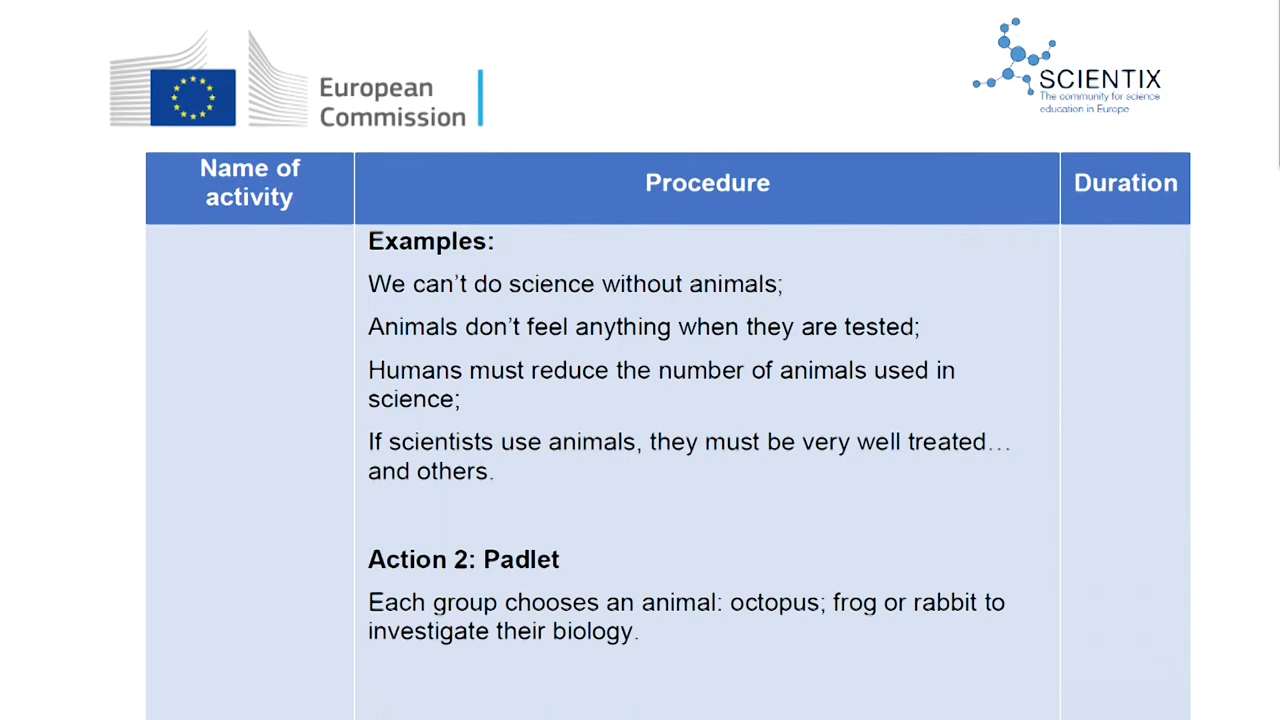 European
Commission
SCIENTIX
The community for science
education in Europe
Name of
activity
Procedure
Duration
Examples:
We can’t do science without animals;
Animals don’t feel anything when they are tested;
Humans must reduce the number of animals used in
science;
If scientists use animals, they must be very well treated…
and others.
Action 2: Padlet
Each group chooses an animal: octopus; frog or rabbit to
investigate their biology.